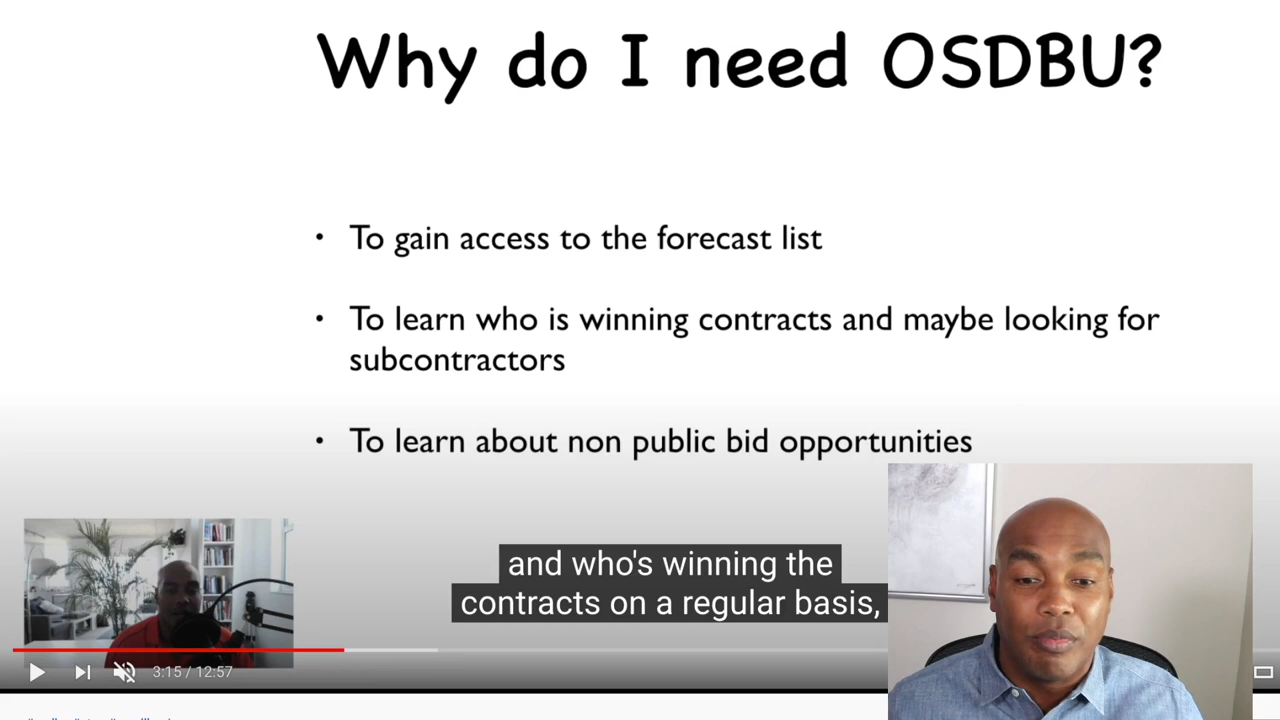 Why do I need OSDBU?
• To gain access to the forecast list
• To learn who is winning contracts and maybe looking for
subcontractors
• To learn about non public bid opportunities
and who's winning the
contracts on a regular basis,
3:15 / 12:57